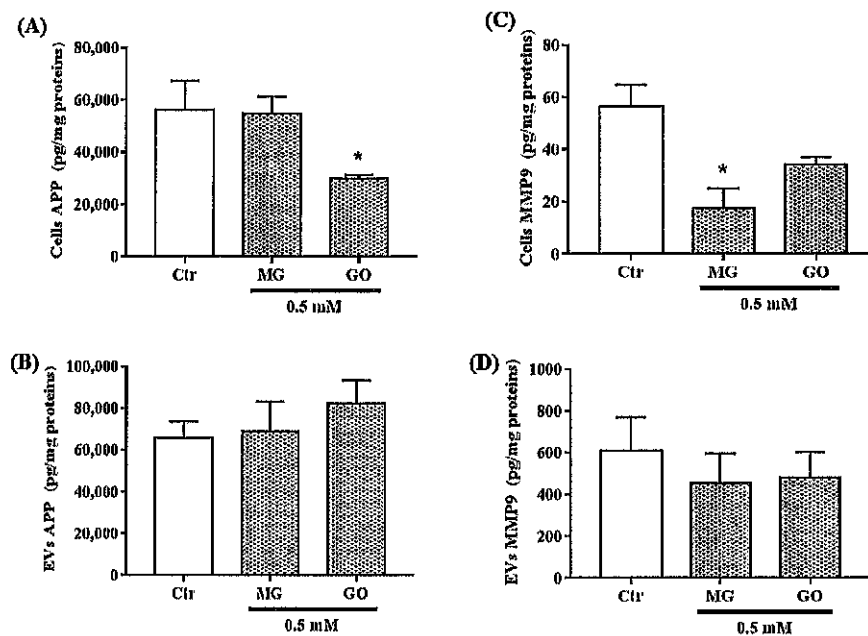 (A)
Cells APP (pg/mg proteins)
80,000
60,000
40,000
20,000
0
*
Ctr MG GO
0.5 mM
(C)
Cells MMP9 (pg/mg proteins)
80
60
40
20
0
*
Ctr MG GO
0.5 mM
(B)
EVs APP (pg/mg proteins)
100,000
80,000
60,000
40,000
20,000
0
Ctr MG GO
0.5 mM
(D)
EVs MMP9 (pg/mg proteins)
1000
800
600
400
200
0
Ctr MG GO
0.5 mM